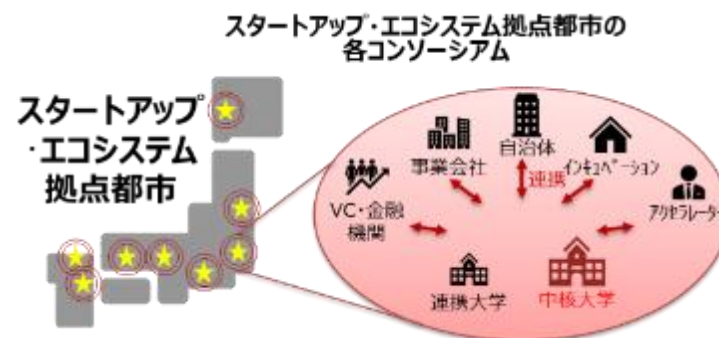 スタートアップ・エコシステム拠点都市の
各コンソーシアム
スタートアップ
・エコシステム
拠点都市
自治体
事業会社
インキュベーション
連携
VC・金融
機関
アクセラレーター
連携大学
中核大学